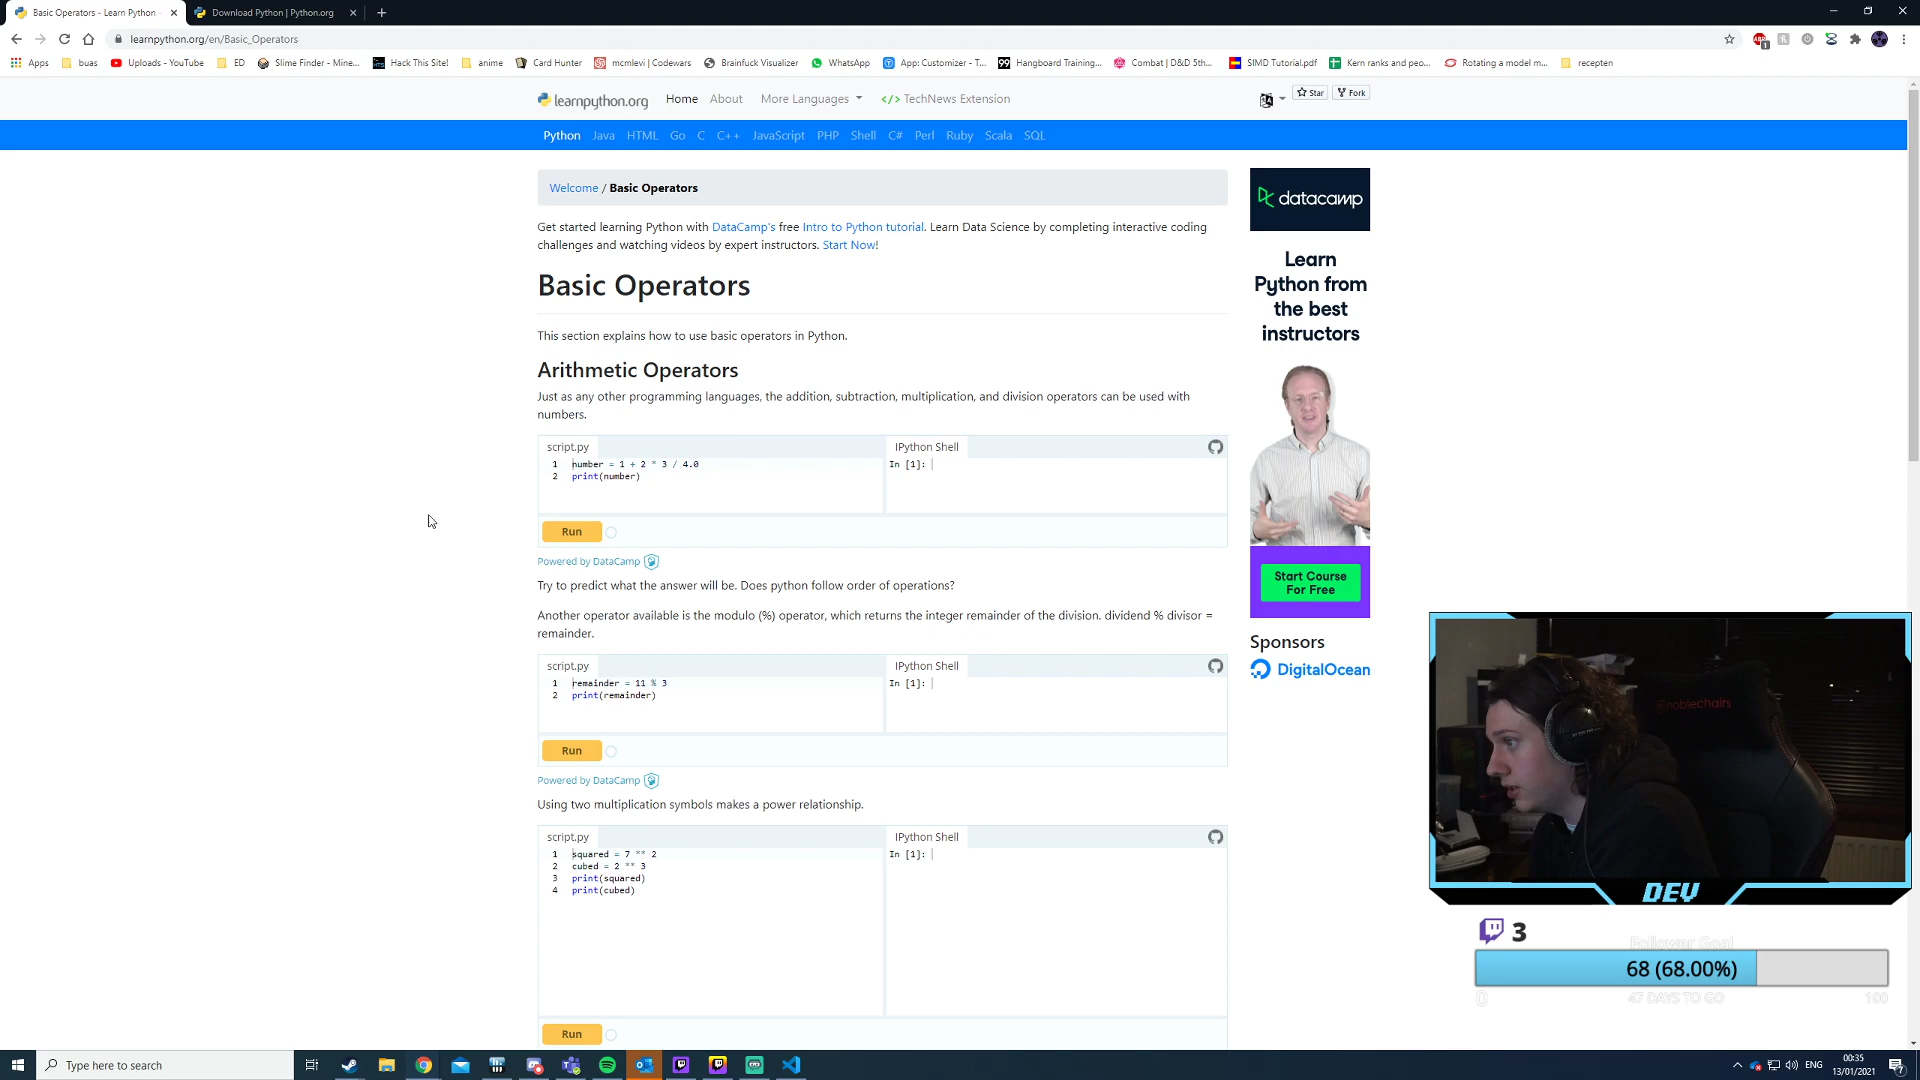 Basic Operators - Learn Python -
Download Python | Python.org
learnpython.org/en/Basic_Operators
Apps
buas
Uploads - YouTube
ED
Slime Finder - Mine...
Hack This Site!
anime
Card Hunter
mcmlevi | Codewars
Brainfuck Visualizer
WhatsApp
App: Customizer - T...
Hangboard Training...
Combat | D&D 5th...
SIMD Tutorial.pdf
Kern ranks and peo...
Rotating a model m...
recepten
learnpython.org
Home
About
More Languages
</> TechNews Extension
Star
Fork
Python Java HTML Go C C++ JavaScript PHP Shell C# Perl Ruby Scala SQL
Welcome / Basic Operators
Get started learning Python with DataCamp's free Intro to Python tutorial. Learn Data Science by completing interactive coding
challenges and watching videos by expert instructors. Start Now!
Basic Operators
This section explains how to use basic operators in Python.
Arithmetic Operators
Just as any other programming languages, the addition, subtraction, multiplication, and division operators can be used with
numbers.
script.py
IPython Shell
1 number = 1 + 2 * 3 / 4.0
2 print(number)
In [1]:
Run
Powered by DataCamp
Try to predict what the answer will be. Does python follow order of operations?
Another operator available is the modulo (%) operator, which returns the integer remainder of the division. dividend % divisor =
remainder.
script.py
IPython Shell
1 remainder = 11 % 3
2 print(remainder)
In [1]:
Run
Powered by DataCamp
Using two multiplication symbols makes a power relationship.
script.py
IPython Shell
1 squared = 7 ** 2
2 cubed = 2 ** 3
3 print(squared)
4 print(cubed)
In [1]:
Run
datacamp
Learn
Python from
the best
instructors
Start Course
For Free
Sponsors
DigitalOcean
noblechairs
DEV
3
Follower Goal
68 (68.00%)
0
47 DAYS TO GO
100
Type here to search
ENG
00:35
13/01/2021